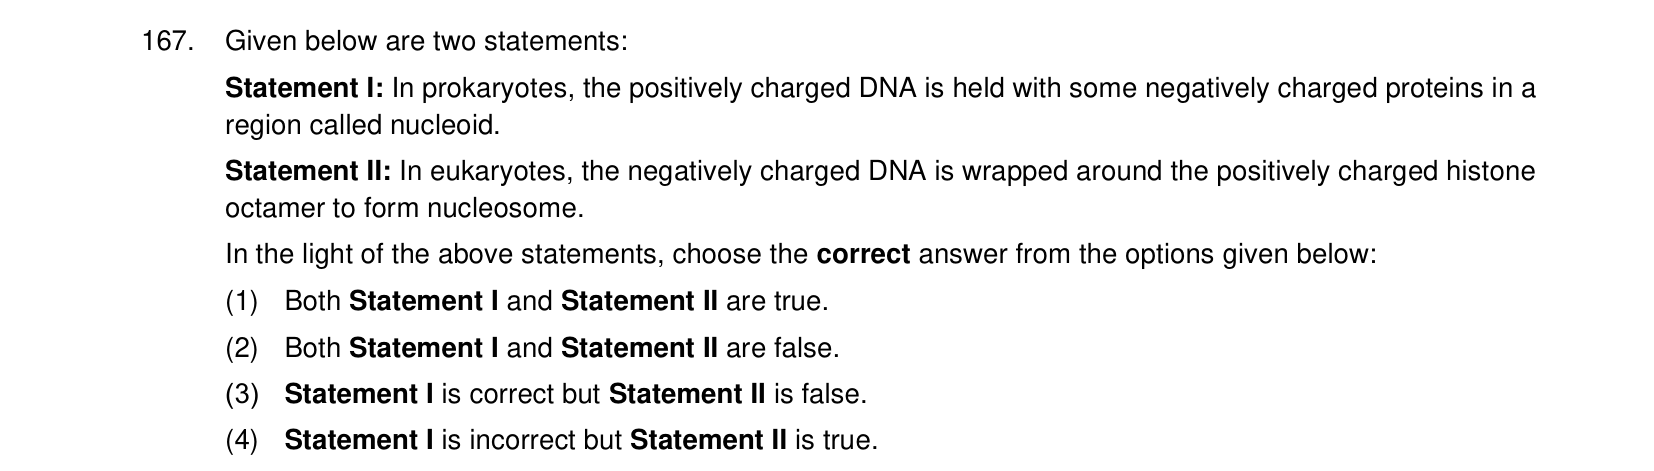 167. Given below are two statements:
Statement I: In prokaryotes, the positively charged DNA is held with some negatively charged proteins in a
region called nucleoid.
Statement II: In eukaryotes, the negatively charged DNA is wrapped around the positively charged histone
octamer to form nucleosome.
In the light of the above statements, choose the correct answer from the options given below:
(1) Both Statement I and Statement II are true.
(2) Both Statement I and Statement II are false.
(3) Statement I is correct but Statement II is false.
(4) Statement I is incorrect but Statement II is true.